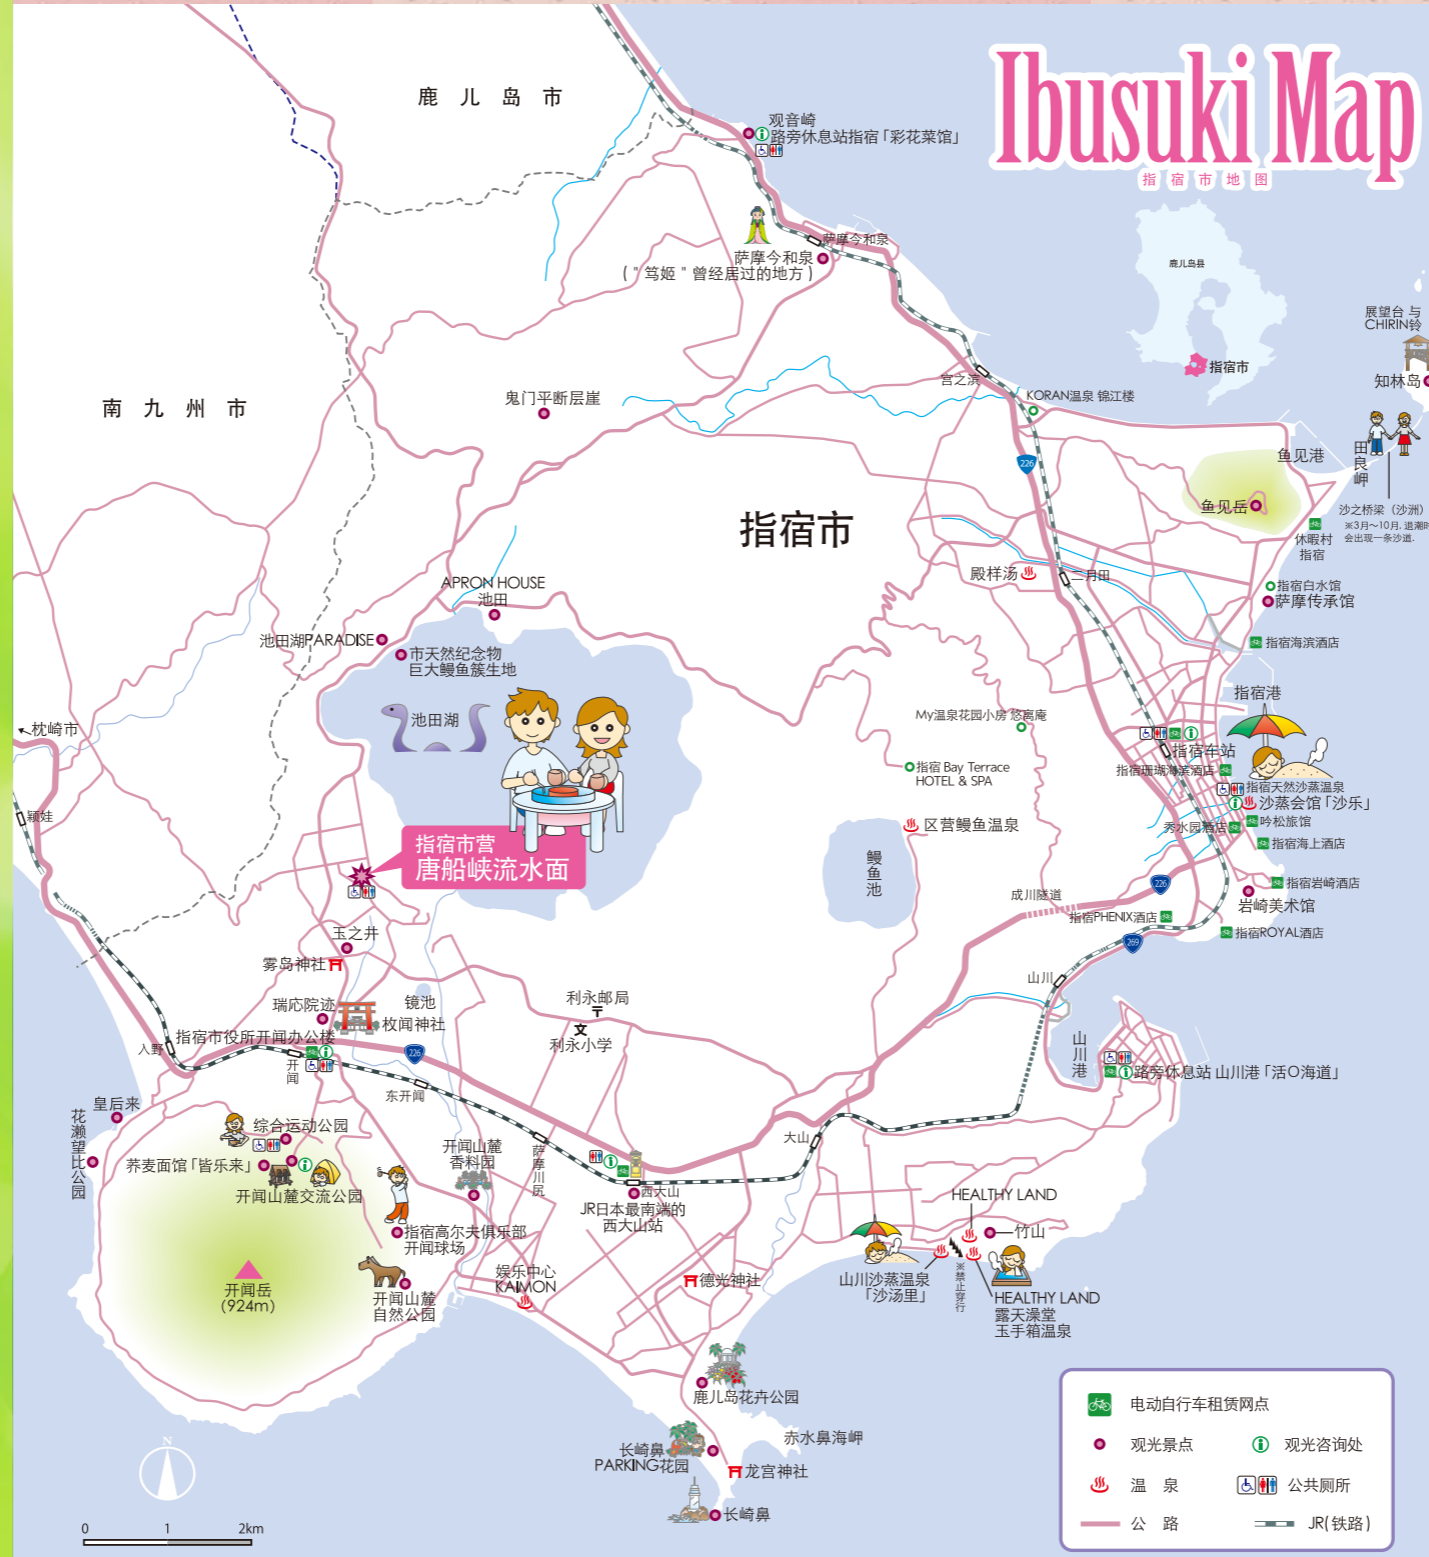 Ibusuki Map
指宿市地图
鹿儿岛市
观音崎
路旁休息站指宿「彩花菜馆」
萨摩今和泉
萨摩今和泉
("笃姬"曾经居过的地方)
鹿儿岛县
指宿市
展望台 与
CHIRIN铃
知林岛
南九州市
鬼门平断层崖
宫之滨
KORAN温泉 锦江楼
226
鱼见港
田良岬
鱼见岳
沙之桥梁（沙洲）
※3月～10月, 退潮时
会出现一条沙道.
休暇村
指宿
指宿市
殿样汤
二月田
指宿白水馆
萨摩传承馆
APRON HOUSE
池田
池田湖PARADISE
市天然纪念物
巨大鳗鱼簇生地
指宿海滨酒店
池田湖
指宿港
My温泉花园小房 悠离庵
指宿车站
枕崎市
指宿 Bay Terrace
HOTEL & SPA
指宿珊瑚海滨酒店
指宿天然沙蒸温泉
沙蒸会馆「沙乐」
颖娃
区营鳗鱼温泉
秀水园酒店
吟松旅馆
指宿海上酒店
指宿市营
唐船峡流水面
鳗鱼池
226
指宿岩崎酒店
成川隧道
岩崎美术馆
指宿PHENIX酒店
指宿ROYAL酒店
269
玉之井
雾岛神社
山川
镜池
利永邮局
瑞応院迹
枚闻神社
文
利永小学
指宿市役所开闻办公楼
入野
226
开闻
山川港
路旁休息站 山川港「活O海道」
东开闻
皇后来
花濑望比公园
综合运动公园
大山
荞麦面馆「皆乐来」
开闻山麓
香料园
萨摩川尻
开闻山麓交流公园
西大山
JR日本最南端的
西大山站
HEALTHY LAND
竹山
指宿高尔夫俱乐部
开闻球场
山川沙蒸温泉
「沙汤里」
※禁止穿行
娱乐中心
KAIMON
德光神社
开闻岳
(924m)
开闻山麓
自然公园
HEALTHY LAND
露天澡堂
玉手箱温泉
鹿儿岛花卉公园
赤水鼻海岬
长崎鼻
PARKING花园
龙宫神社
长崎鼻
N
0 1 2km
电动自行车租赁网点
观光景点
观光咨询处
温 泉
公共厕所
公 路
JR(铁路)